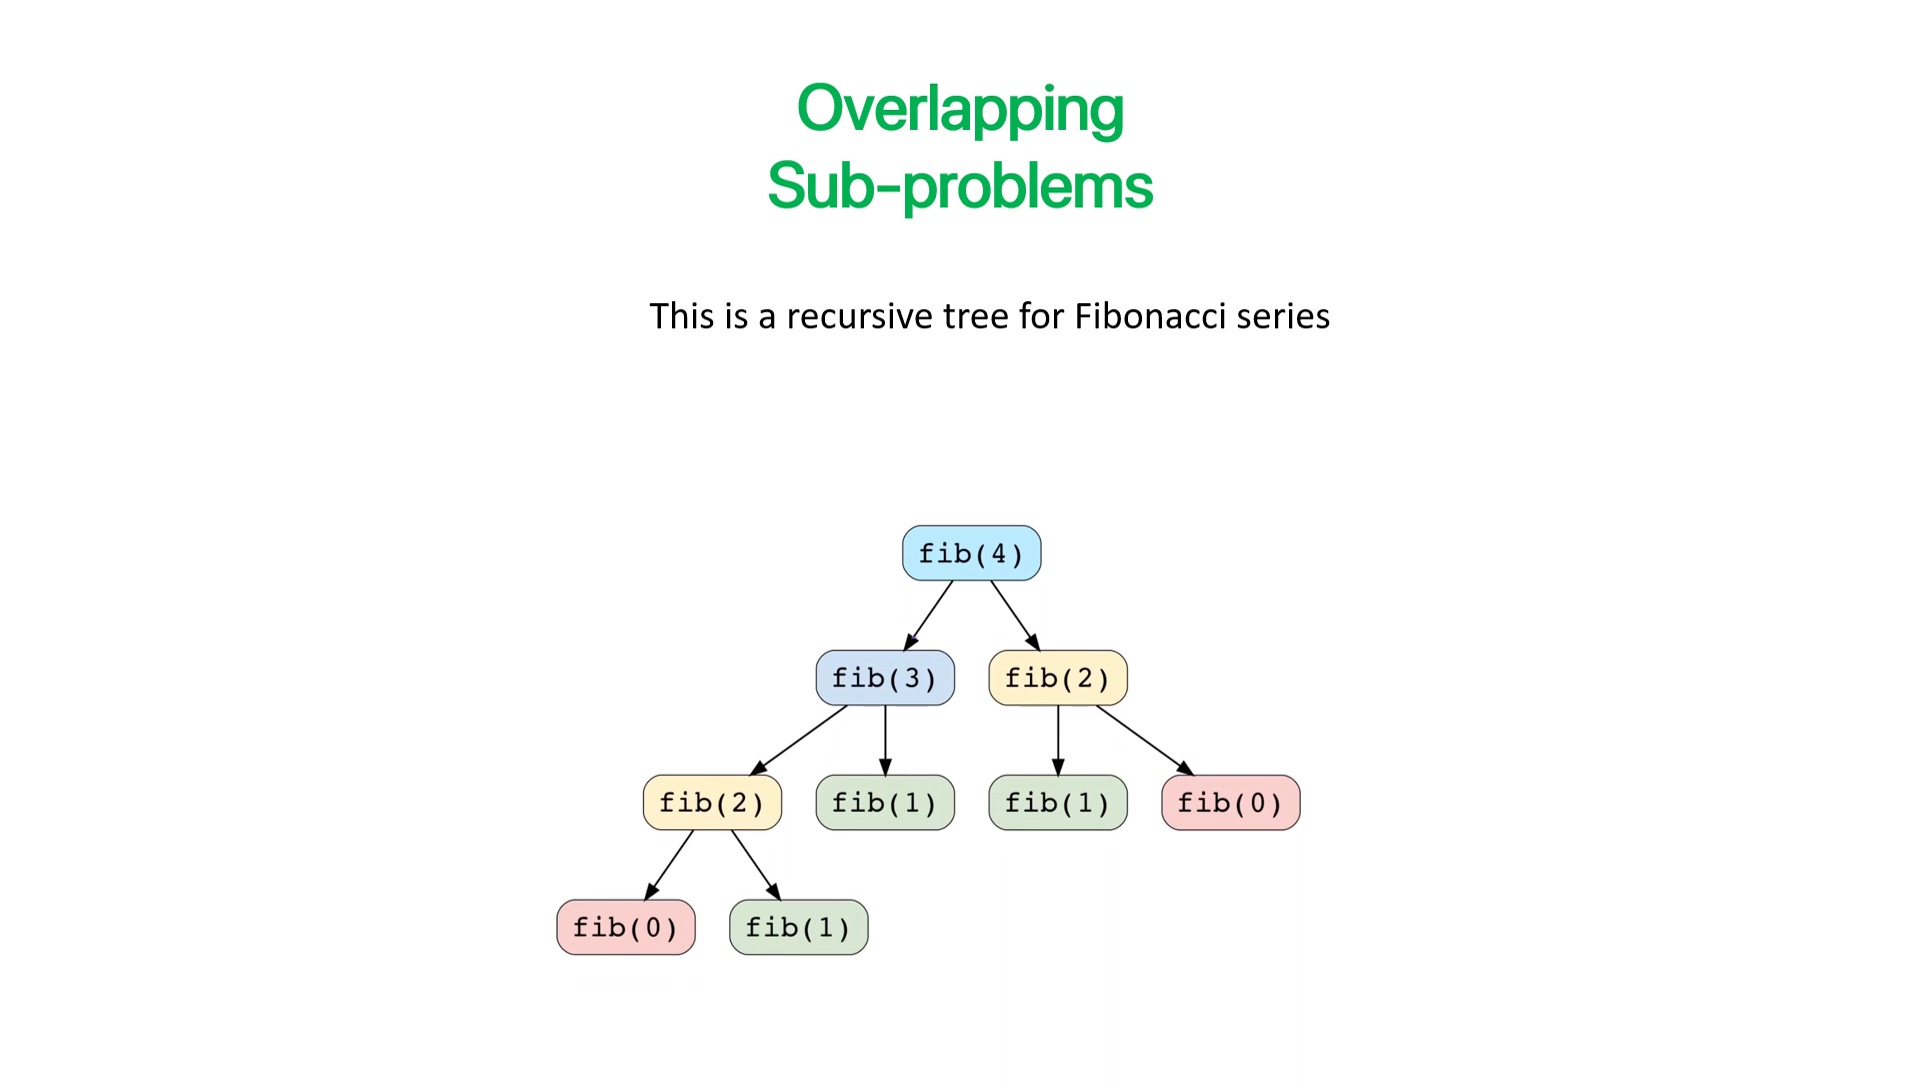 Overlapping
Sub-problems
This is a recursive tree for Fibonacci series
fib(4)
fib(3) fib(2)
fib(2) fib(1) fib(1) fib(0)
fib(0) fib(1)